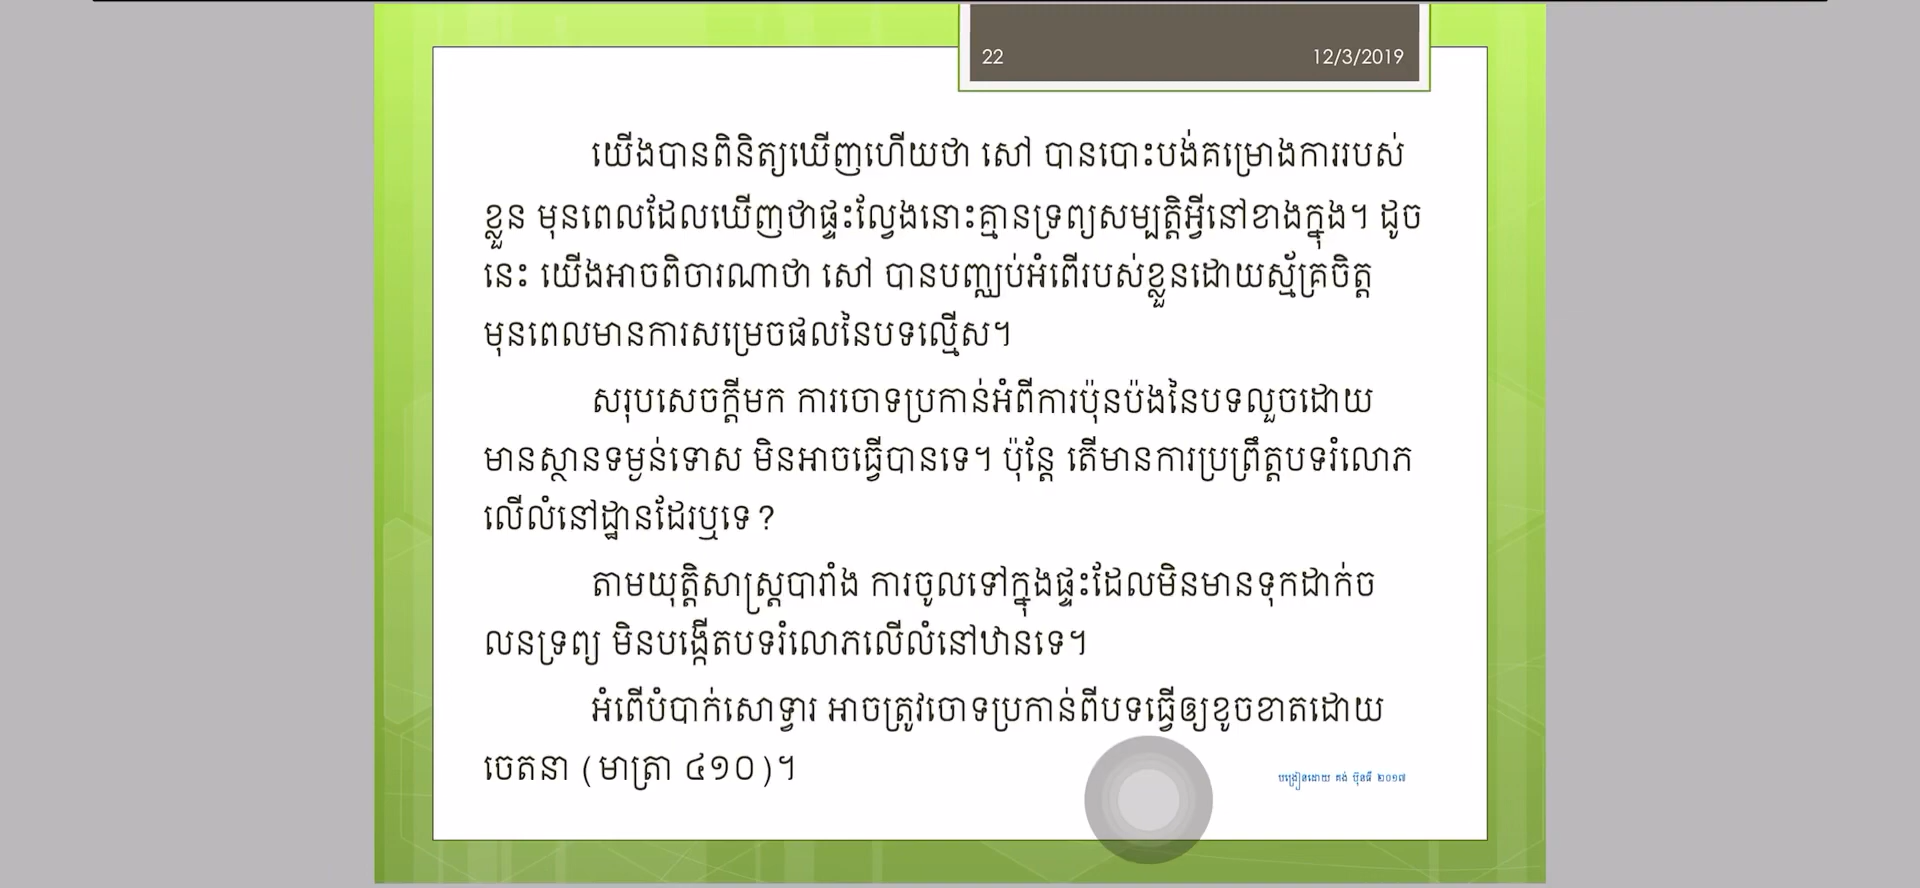 22
12/3/2019
យើងបានពិនិត្យឃើញហើយថា សៅ បានបោះបង់គម្រោងការរបស់
ខ្លួន មុនពេលដែលឃើញថាផ្ទះល្វែងនោះគ្មានទ្រព្យសម្បត្តិអ្វីនៅខាងក្នុង។ ដូច
នេះ យើងអាចពិចារណាថា សៅ បានបញ្ឈប់អំពើរបស់ខ្លួនដោយស្ម័គ្រចិត្ត
មុនពេលមានការសម្រេចផលនៃបទល្មើស។
សរុបសេចក្តីមក ការចោទប្រកាន់អំពីការប៉ុនប៉ងនៃបទលួចដោយ
មានស្ថានទម្ងន់ទោស មិនអាចធ្វើបានទេ។ ប៉ុន្តែ តើមានការប្រព្រឹត្តបទរំលោភ
លើលំនៅដ្ឋានដែរឬទេ?
តាមយុត្តិសាស្ត្របារាំង ការចូលទៅក្នុងផ្ទះដែលមិនមានទុកដាក់ច
លនទ្រព្យ មិនបង្កើតបទរំលោភលើលំនៅឋានទេ។
អំពើបំបាក់សោទ្វារ អាចត្រូវចោទប្រកាន់ពីបទធ្វើឲ្យខូចខាតដោយ
ចេតនា (មាត្រា ៤១០)។
បង្រៀនដោយ គង់ ប៊ុនធី ២០១៧